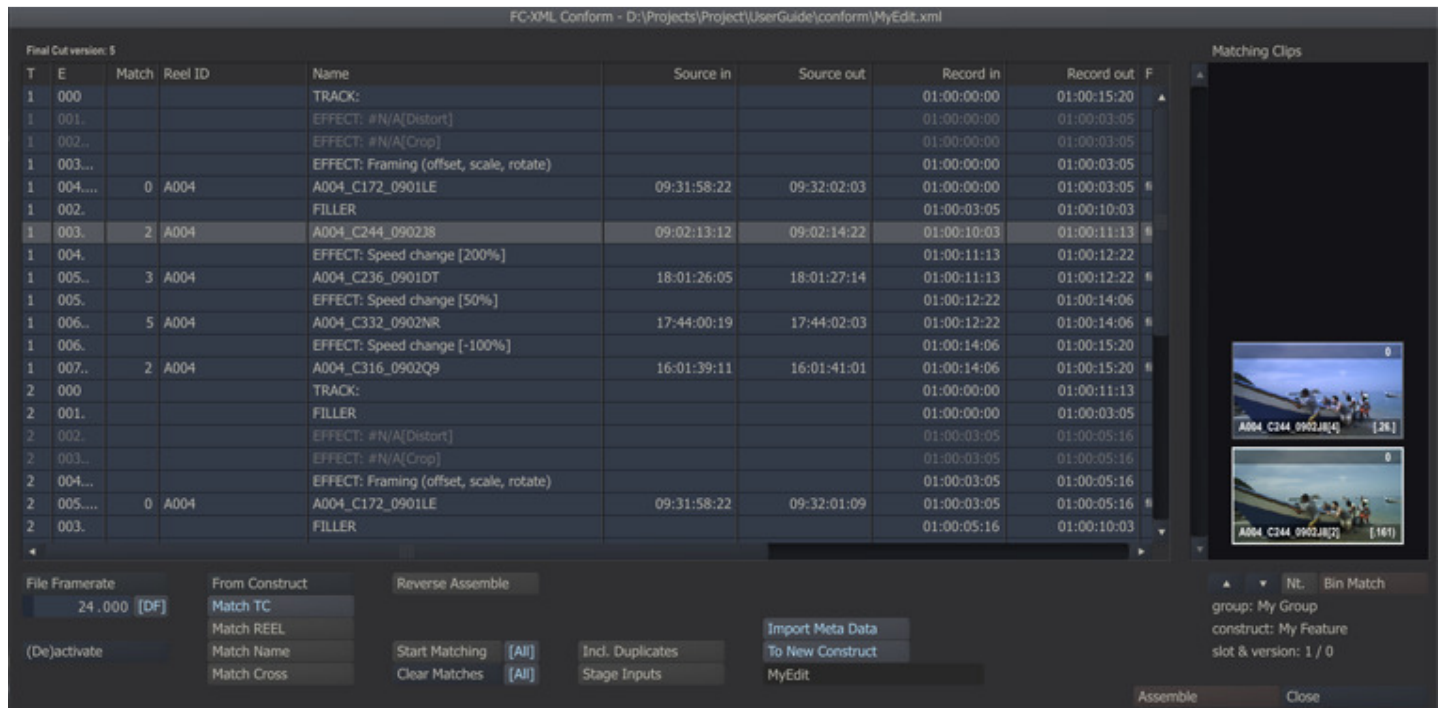 FC-XML Conform - D:\Projects\Project\UserGuide\conform\MyEdit.xml
Final Cut version: 5
Matching Clips
T E Match Reel ID Name Source in Source out Record in Record out F
1 000 TRACK: 01:00:00:00 01:00:15:20
1 001. EFFECT: #N/A[Distort] 01:00:00:00 01:00:03:05
1 002.. EFFECT: #N/A[Crop] 01:00:00:00 01:00:03:05
1 003... EFFECT: Framing (offset, scale, rotate) 01:00:00:00 01:00:03:05
1 004.... 0 A004 A004_C172_0901LE 09:31:58:22 09:32:02:03 01:00:00:00 01:00:03:05 fi
1 002. FILLER 01:00:03:05 01:00:10:03
1 003. 2 A004 A004_C244_0902J8 09:02:13:12 09:02:14:22 01:00:10:03 01:00:11:13 fi
1 004. EFFECT: Speed change [200%] 01:00:11:13 01:00:12:22
1 005.. 3 A004 A004_C236_0901DT 18:01:26:05 18:01:27:14 01:00:11:13 01:00:12:22 fi
1 005. EFFECT: Speed change [50%] 01:00:12:22 01:00:14:06
1 006.. 5 A004 A004_C332_0902NR 17:44:00:19 17:44:02:03 01:00:12:22 01:00:14:06 fi
1 006. EFFECT: Speed change [-100%] 01:00:14:06 01:00:15:20
1 007.. 2 A004 A004_C316_0902Q9 16:01:39:11 16:01:41:01 01:00:14:06 01:00:15:20 fi
2 000 TRACK: 01:00:00:00 01:00:11:13
2 001. FILLER 01:00:00:00 01:00:03:05
2 002. EFFECT: #N/A[Distort] 01:00:03:05 01:00:05:16
2 003.. EFFECT: #N/A[Crop] 01:00:03:05 01:00:05:16
2 004... EFFECT: Framing (offset, scale, rotate) 01:00:03:05 01:00:05:16
2 005.... 0 A004 A004_C172_0901LE 09:31:58:22 09:32:01:09 01:00:03:05 01:00:05:16 fi
2 003. FILLER 01:00:05:16 01:00:10:03
0
A004_C244_0902J8[4] [.26.]
0
A004_C244_0902J8[2] [.161)
File Framerate From Construct Reverse Assemble Nt. Bin Match
24.000 [DF] Match TC group: My Group
Match REEL Import Meta Data construct: My Feature
(De)activate Match Name Start Matching [All] Incl. Duplicates To New Construct slot & version: 1 / 0
Match Cross Clear Matches [All] Stage Inputs MyEdit
Assemble Close